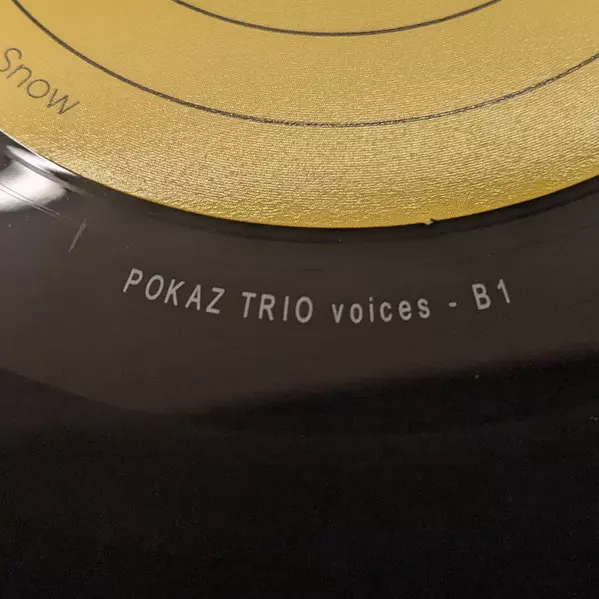 Snow
POKAZ TRIO voices - B1